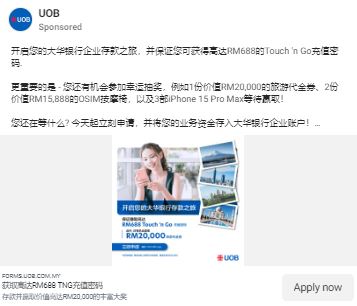 UOB
Sponsored
开启您的大华银行企业存款之旅，并保证您可获得高达RM688的Touch 'n Go充值密
码.
更重要的是 - 您还有机会参加幸运抽奖，例如1份价值RM20,000的旅游代金券、2份
价值RM15,888的OSIM按摩椅，以及3部iPhone 15 Pro Max等待赢取！
您还在等什么? 今天起立刻申请，并将您的业务资金存入大华银行企业账户！...
开启您的大华银行存款之旅
保证赚取高达
RM688 Touch 'n
RM20,000
立即申请
UOB
FORMS.UOB.COM.MY
获取高达RM688 TNG充值密码
存款并赢取价值高达RM20,000的丰富大奖
Apply now